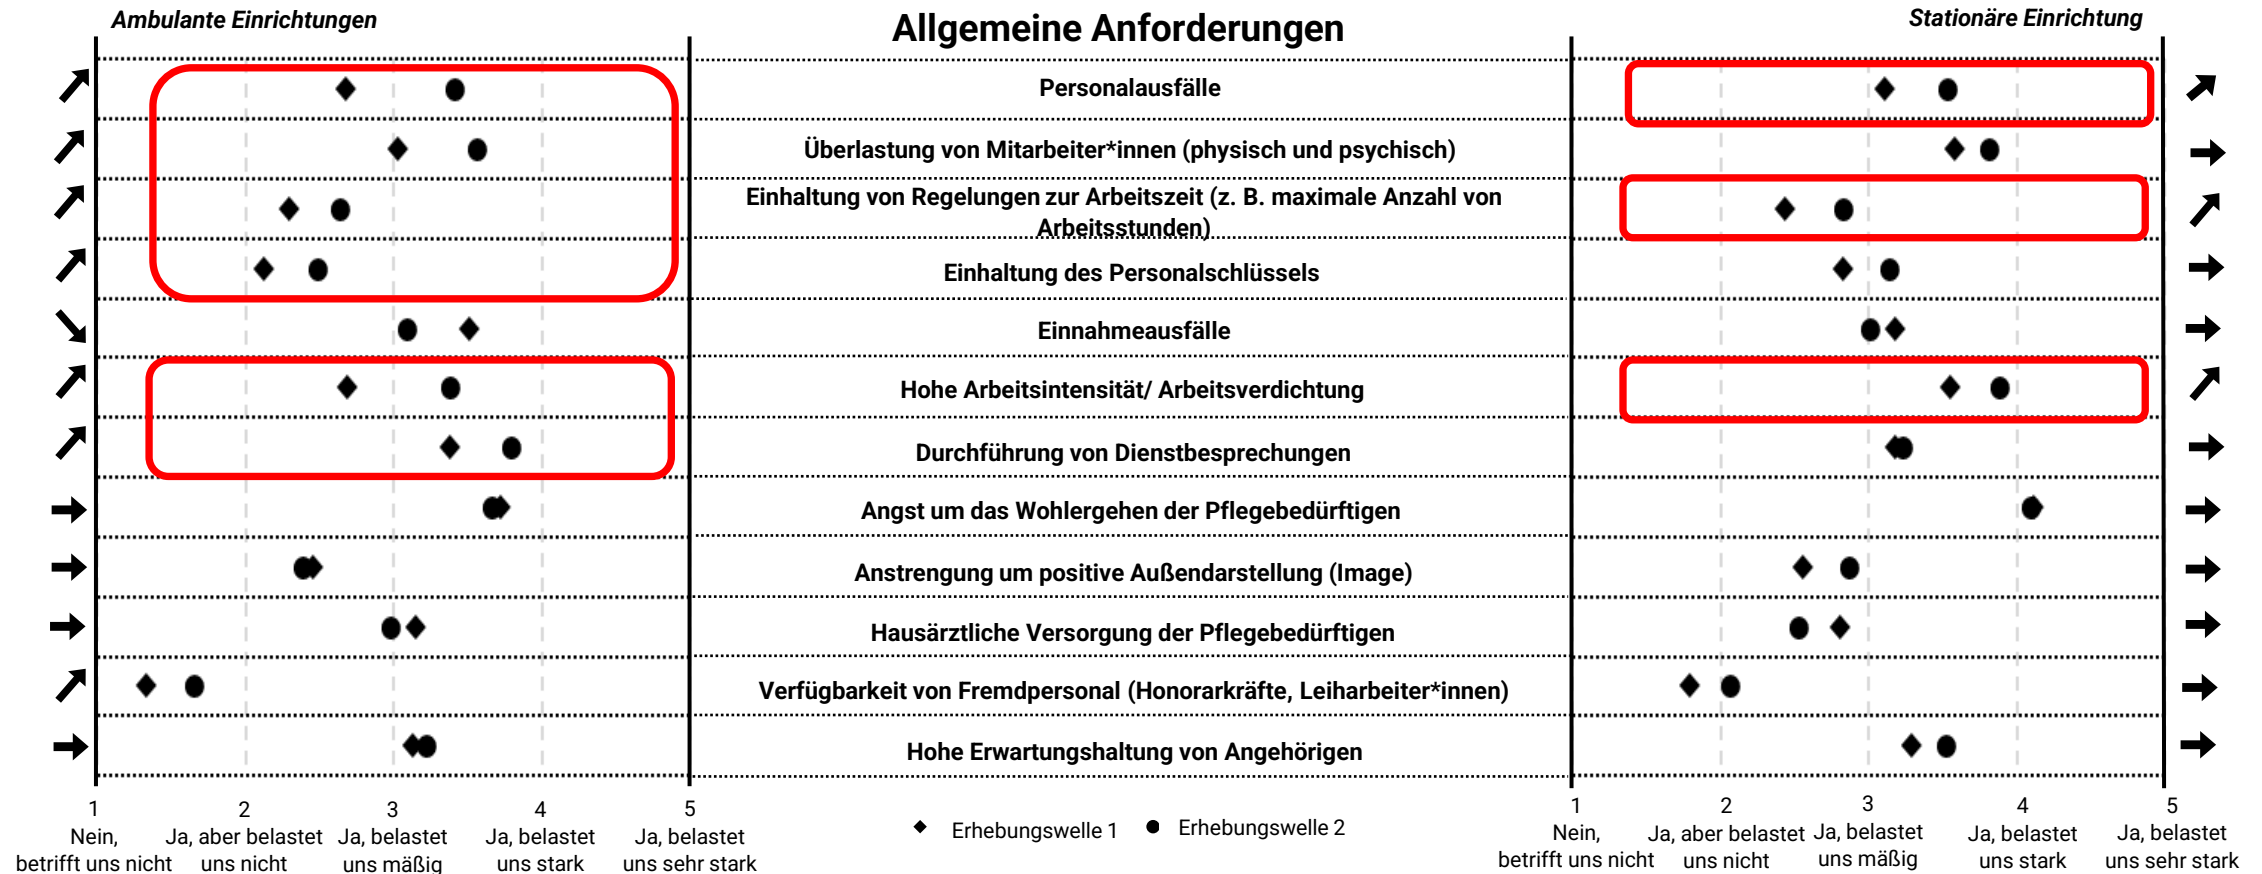 Ambulante Einrichtungen
Allgemeine Anforderungen
Stationäre Einrichtung
Personalausfälle
Überlastung von Mitarbeiter*innen (physisch und psychisch)
Einhaltung von Regelungen zur Arbeitszeit (z. B. maximale Anzahl von
Arbeitsstunden)
Einhaltung des Personalschlüssels
Einnahmeausfälle
Hohe Arbeitsintensität/ Arbeitsverdichtung
Durchführung von Dienstbesprechungen
Angst um das Wohlergehen der Pflegebedürftigen
Anstrengung um positive Außendarstellung (Image)
Hausärztliche Versorgung der Pflegebedürftigen
Verfügbarkeit von Fremdpersonal (Honorarkräfte, Leiharbeiter*innen)
Hohe Erwartungshaltung von Angehörigen
1
Nein,
betrifft uns nicht
2
Ja, aber belastet
uns nicht
3
Ja, belastet
uns mäßig
4
Ja, belastet
uns stark
5
Ja, belastet
uns sehr stark
Erhebungswelle 1
Erhebungswelle 2
1
Nein,
betrifft uns nicht
2
Ja, aber belastet
uns nicht
3
Ja, belastet
uns mäßig
4
Ja, belastet
uns stark
5
Ja, belastet
uns sehr stark